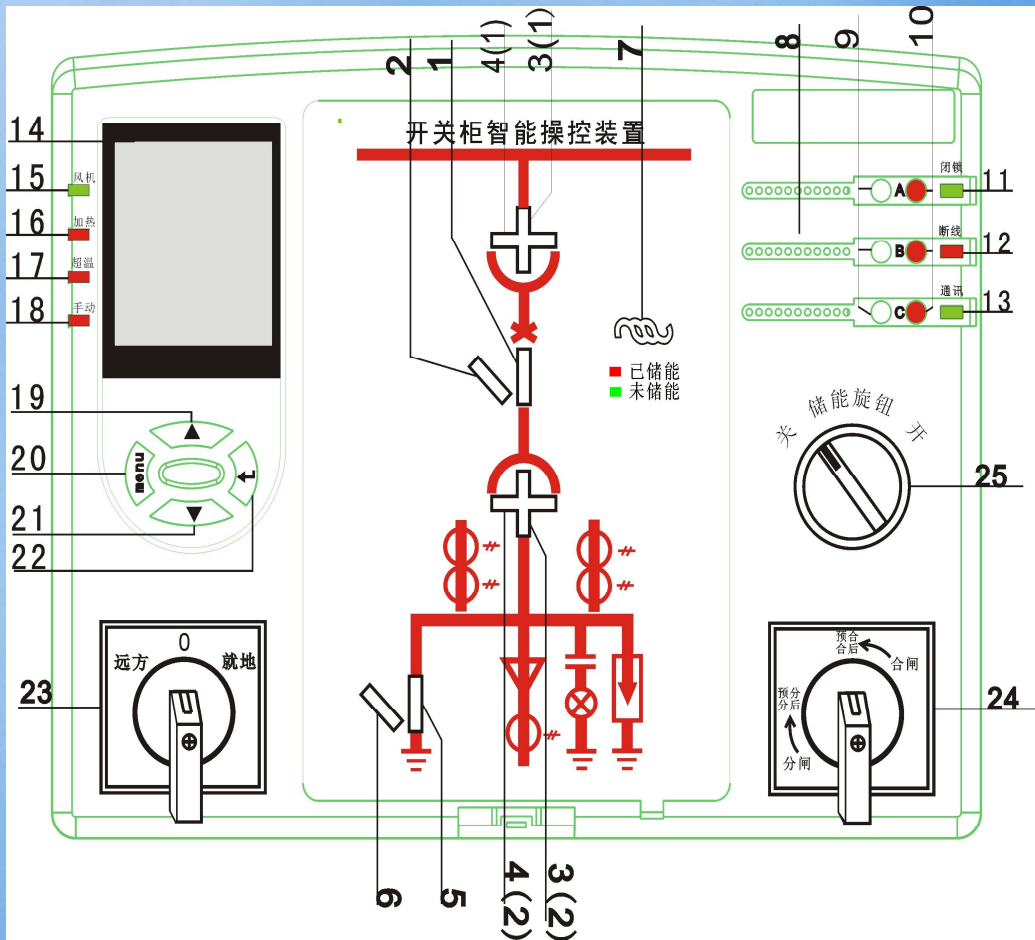 2
1
4(1)
3(1)
7
8
9
10
开关柜智能操控装置
14
15
风机
16
加热
17
超温
18
手动
A
闭锁
11
B
断线
12
C
通讯
13
已储能
未储能
19
20
menu
21
22
储能旋钮
关
开
25
23
远方
0
就地
预合
合后
合闸
预分
分后
分闸
24
6
5
4(2)
3(2)